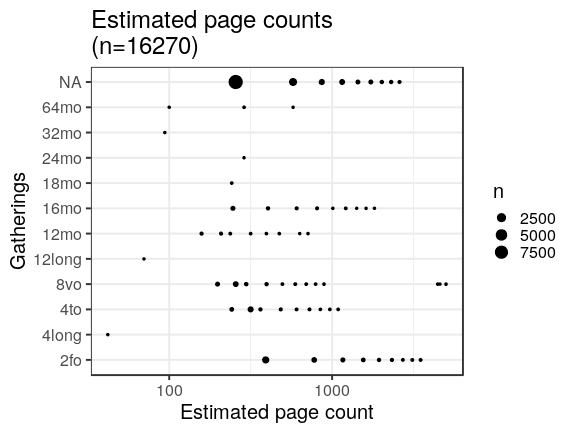 Estimated page counts
(n=16270)
NA
64mo
32mo
24mo
18mo
16mo
12mo
12long
8vo
4to
4long
2fo
Gatherings
100 1000
Estimated page count
n
2500
5000
7500